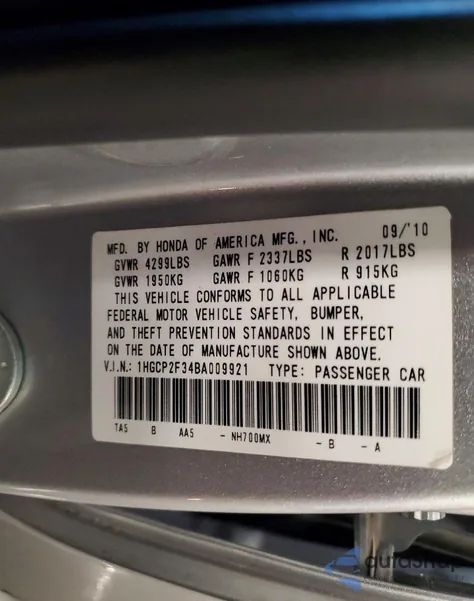 09/'10
MFD. BY HONDA OF AMERICA MFG., INC.
GVWR 4299LBS GAWR F 2337LBS R 2017LBS
GVWR 1950KG GAWR F 1060KG R 915KG
THIS VEHICLE CONFORMS TO ALL APPLICABLE
FEDERAL MOTOR VEHICLE SAFETY, BUMPER,
AND THEFT PREVENTION STANDARDS IN EFFECT
ON THE DATE OF MANUFACTURE SHOWN ABOVE.
V.I.N.: 1HGCP2F34BA009921 TYPE: PASSENGER CAR
TA5 B AA5 - NH700MX - B - A